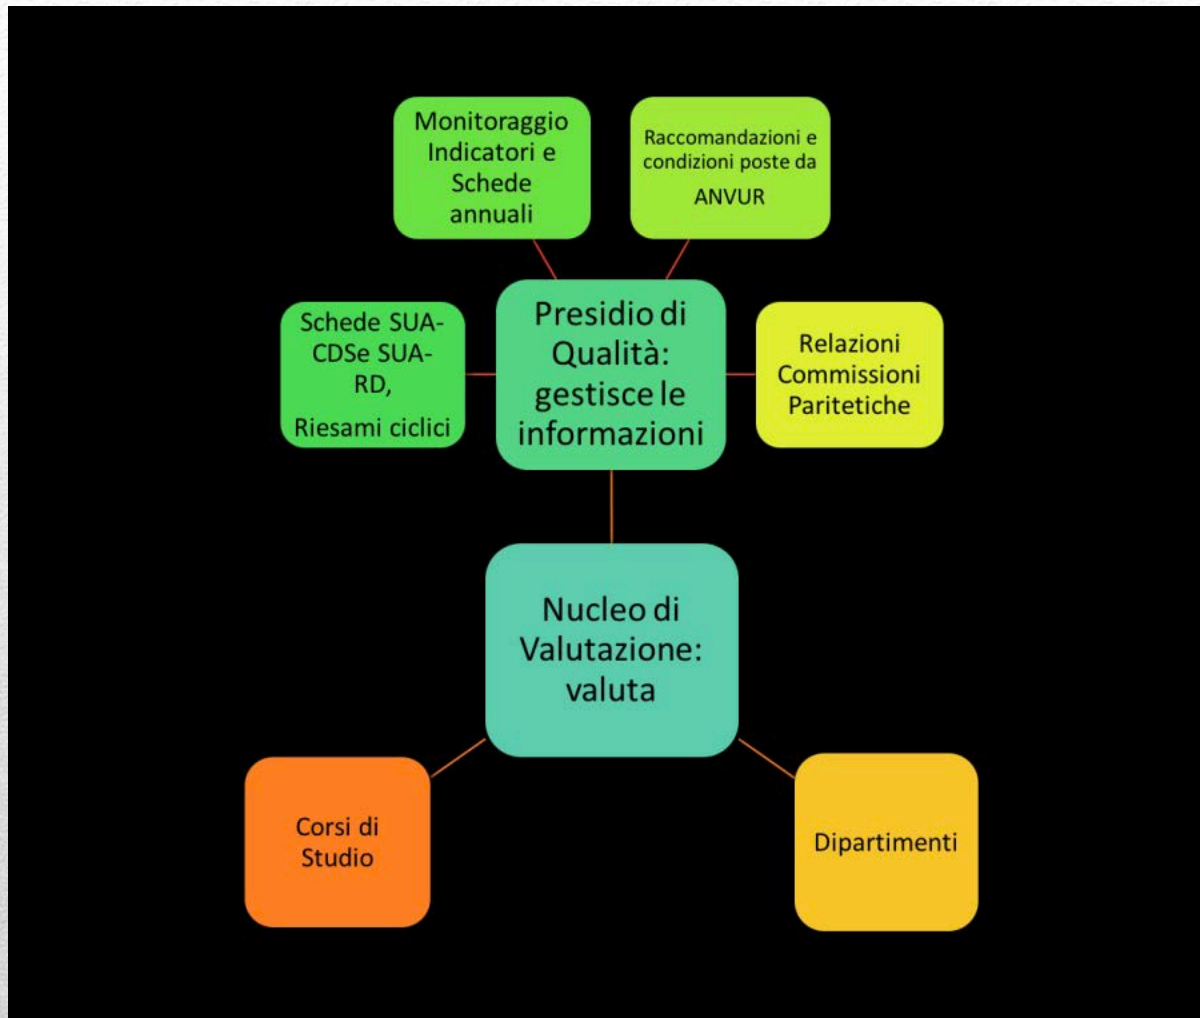 Monitoraggio
Indicatori e
Schede
annuali
Raccomandazioni e
condizioni poste da
ANVUR
Schede SUA-
CDSe SUA-
RD,
Riesami ciclici
Presidio di
Qualità:
gestisce le
informazioni
Relazioni
Commissioni
Paritetiche
Nucleo di
Valutazione:
valuta
Corsi di
Studio
Dipartimenti